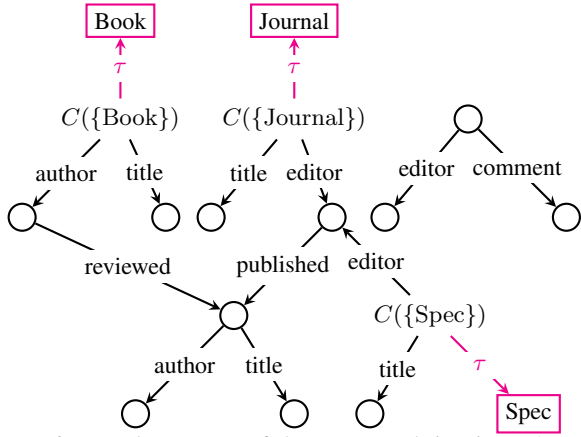 Book Journal
τ τ
C({Book}) C({Journal})
author title title editor editor comment
reviewed published editor
C({Spec})
author title title τ
Spec